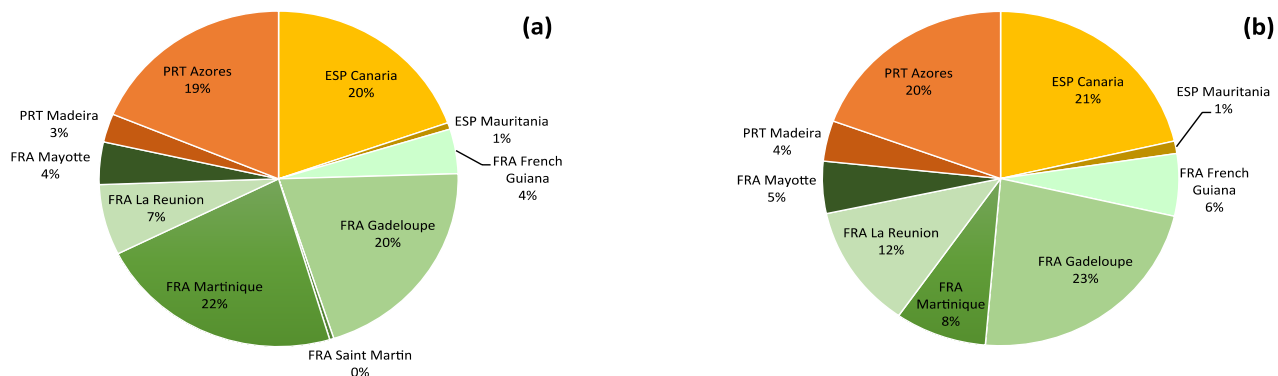 (a)
ESP Canaria
20%
ESP Mauritania
1%
FRA French
Guiana
4%
FRA Gadeloupe
20%
FRA Saint Martin
0%
FRA Martinique
22%
FRA La Reunion
7%
FRA Mayotte
4%
PRT Madeira
3%
PRT Azores
19%
(b)
ESP Canaria
21%
ESP Mauritania
1%
FRA French
Guiana
6%
FRA Gadeloupe
23%
FRA
Martinique
8%
FRA La Reunion
12%
FRA Mayotte
5%
PRT Madeira
4%
PRT Azores
20%